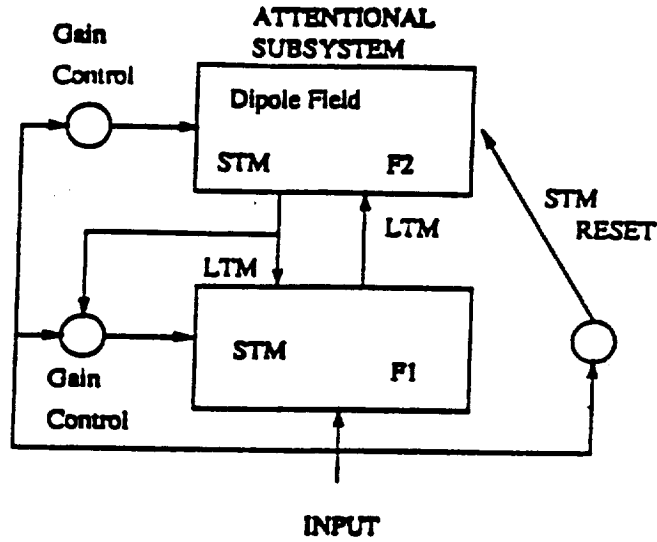 ATTENTIONAL
SUBSYSTEM
Gain
Control
Dipole Field
STM
F2
STM
RESET
LTM
LTM
STM
F1
Gain
Control
INPUT